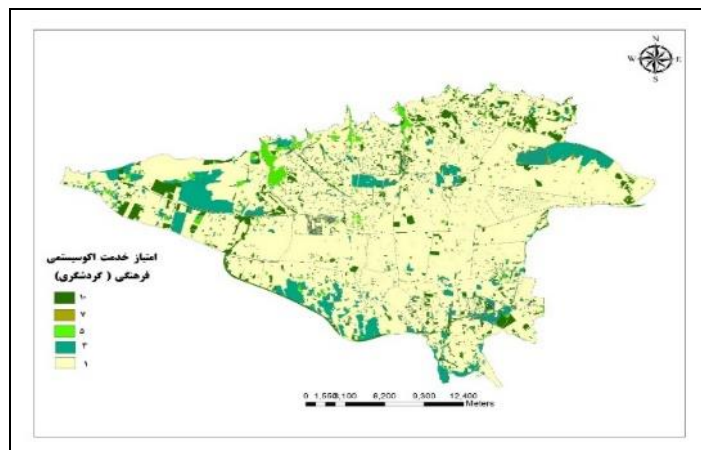 N
W E
S
امتیاز خدمت اکوسیستمی
فرهنگی ( گردشگری)
۱۰
۷
۵
۳
۱
0 1,550 3,100 6,200 9,300 12,400
Meters